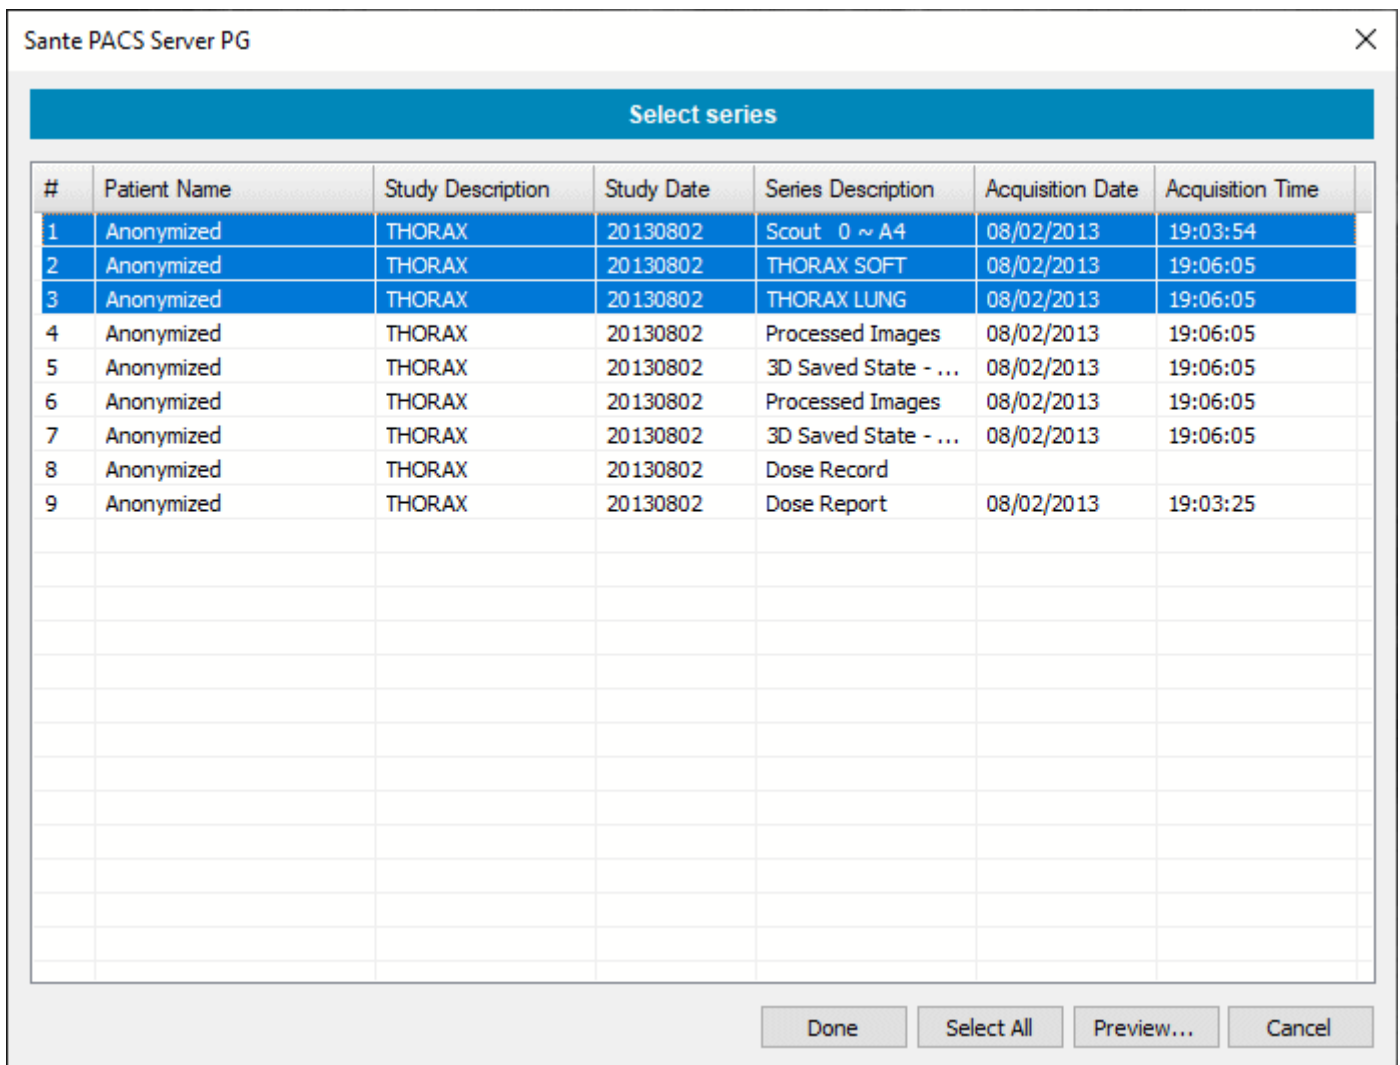 Sante PACS Server PG
Select series
# Patient Name Study Description Study Date Series Description Acquisition Date Acquisition Time
1 Anonymized THORAX 20130802 Scout 0 ~ A4 08/02/2013 19:03:54
2 Anonymized THORAX 20130802 THORAX SOFT 08/02/2013 19:06:05
3 Anonymized THORAX 20130802 THORAX LUNG 08/02/2013 19:06:05
4 Anonymized THORAX 20130802 Processed Images 08/02/2013 19:06:05
5 Anonymized THORAX 20130802 3D Saved State - ... 08/02/2013 19:06:05
6 Anonymized THORAX 20130802 Processed Images 08/02/2013 19:06:05
7 Anonymized THORAX 20130802 3D Saved State - ... 08/02/2013 19:06:05
8 Anonymized THORAX 20130802 Dose Record
9 Anonymized THORAX 20130802 Dose Report 08/02/2013 19:03:25
Done Select All Preview... Cancel